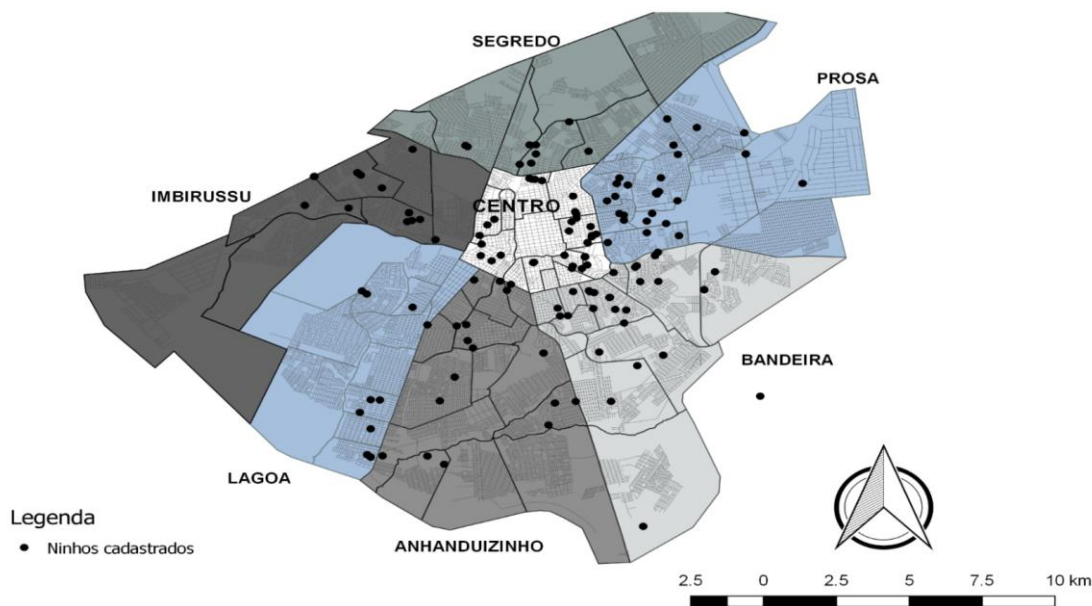 SEGREDO
PROSA
IMBIRUSSU
CENTRO
BANDEIRA
LAGOA
ANHANDUIZINHO
Legenda
Ninhos cadastrados
2.5 0 2.5 5 7.5 10 km